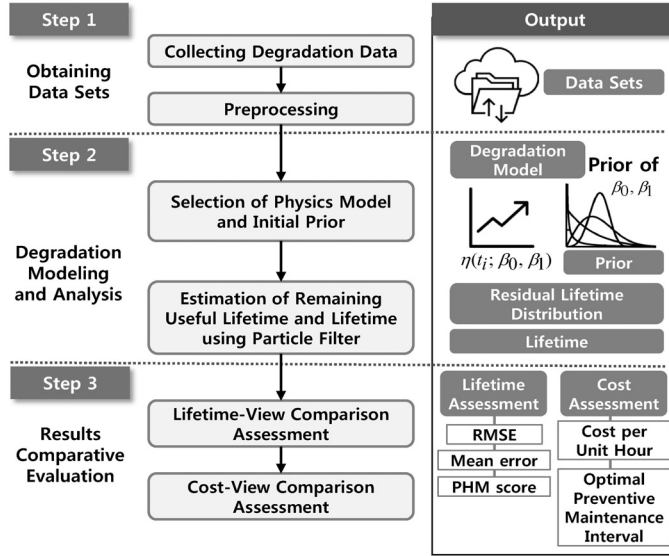 Step 1
Obtaining
Data Sets
Collecting Degradation Data
Preprocessing
Output
Data Sets
Step 2
Degradation
Modeling
and Analysis
Selection of Physics Model
and Initial Prior
Estimation of Remaining
Useful Lifetime and Lifetime
using Particle Filter
Degradation
Model
Prior of
β0, β1
η(ti; β0, β1)
Prior
Residual Lifetime
Distribution
Lifetime
Step 3
Results
Comparative
Evaluation
Lifetime-View Comparison
Assessment
Cost-View Comparison
Assessment
Lifetime
Assessment
RMSE
Mean error
PHM score
Cost
Assessment
Cost per
Unit Hour
Optimal
Preventive
Maintenance
Interval